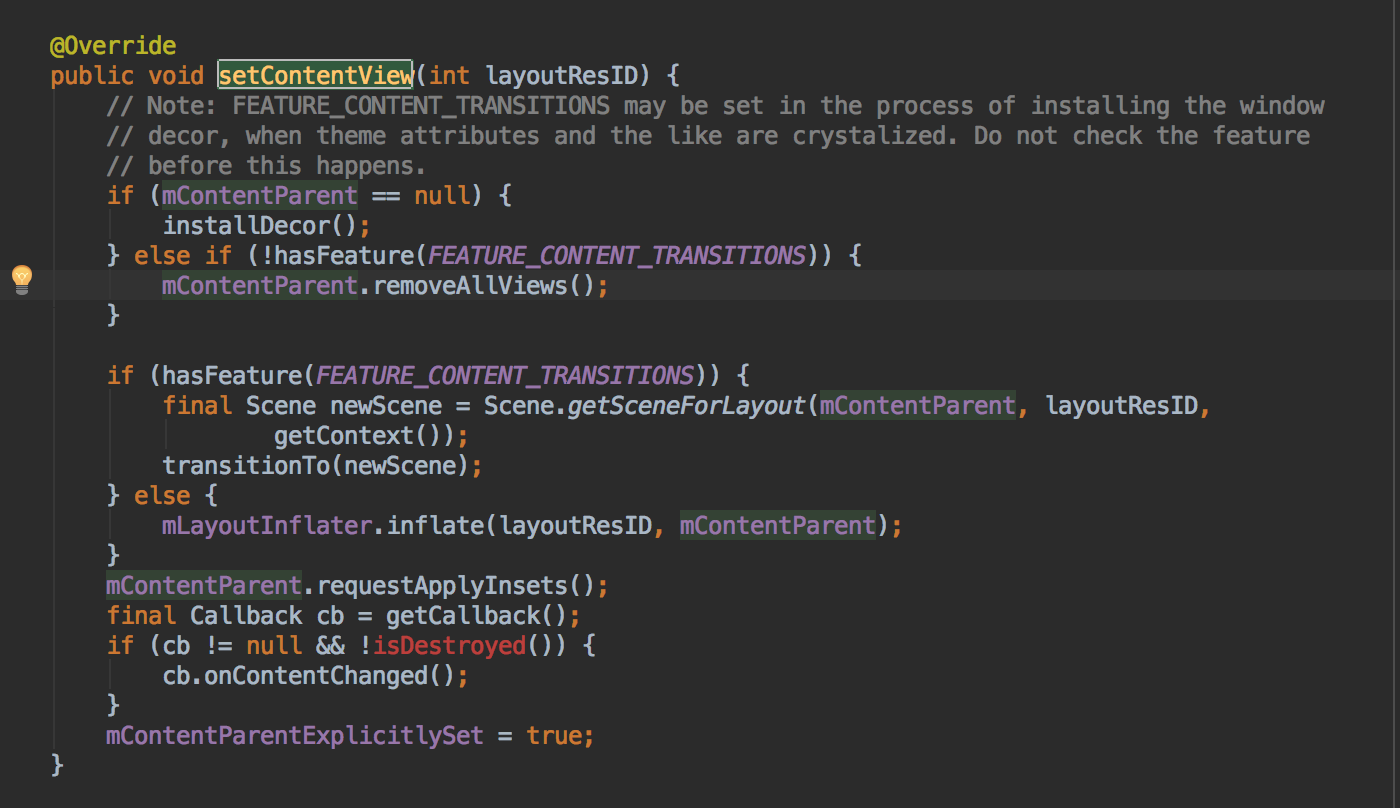 @Override
public void setContentView(int layoutResID) {
// Note: FEATURE_CONTENT_TRANSITIONS may be set in the process of installing the window
// decor, when theme attributes and the like are crystalized. Do not check the feature
// before this happens.
if (mContentParent == null) {
installDecor();
} else if (!hasFeature(FEATURE_CONTENT_TRANSITIONS)) {
mContentParent.removeAllViews();
}
if (hasFeature(FEATURE_CONTENT_TRANSITIONS)) {
final Scene newScene = Scene.getSceneForLayout(mContentParent, layoutResID,
getContext());
transitionTo(newScene);
} else {
mLayoutInflater.inflate(layoutResID, mContentParent);
}
mContentParent.requestApplyInsets();
final Callback cb = getCallback();
if (cb != null && !isDestroyed()) {
cb.onContentChanged();
}
mContentParentExplicitlySet = true;
}